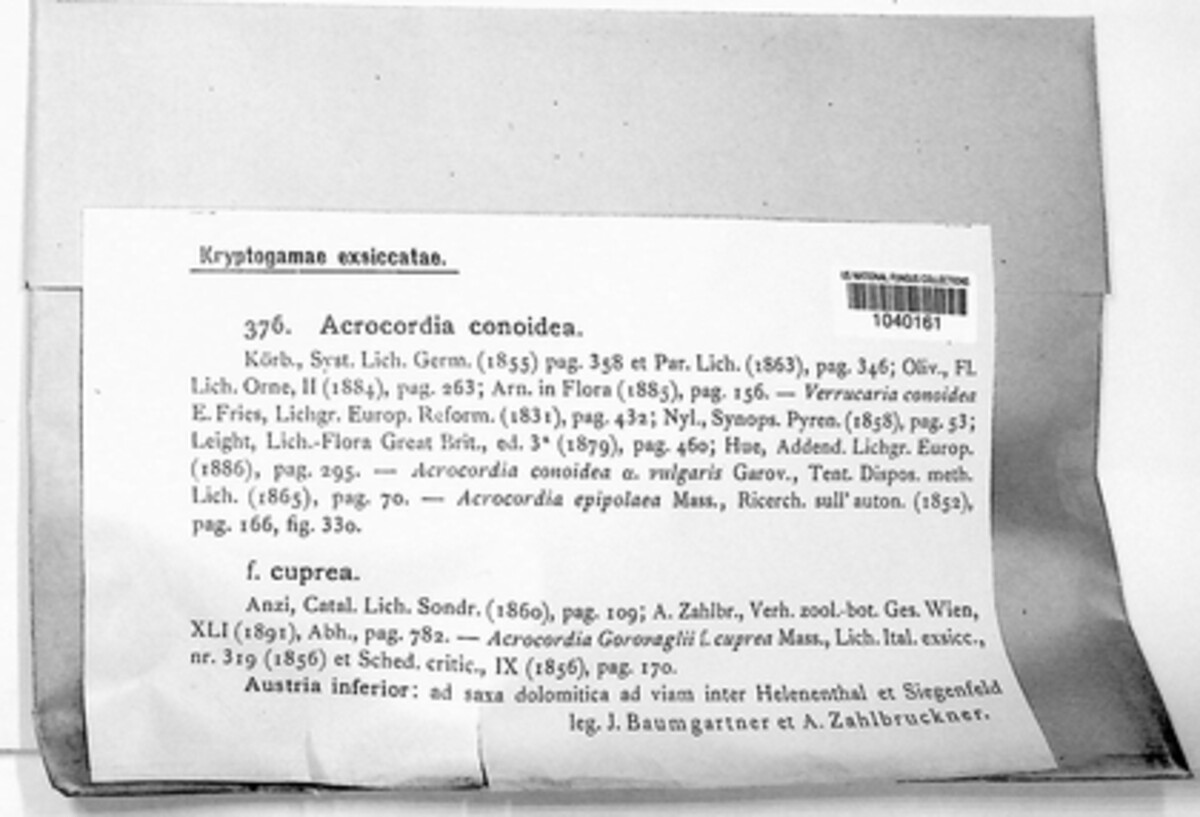 Kryptogamae exsiccatae.
US NATIONAL FUNGUS COLLECTIONS
1040161
376. Acrocordia conoidea.
Körb., Syst. Lich. Germ. (1855) pag. 358 et Par. Lich. (1863), pag. 346; Oliv., Fl.
Lich. Orne, II (1884), pag. 263; Arn. in Flora (1885), pag. 156. — Verrucaria conoidea
E. Fries, Lichgr. Europ. Reform. (1831), pag. 432; Nyl., Synops. Pyren. (1858), pag. 53;
Leight, Lich.-Flora Great Brit., ed. 3ª (1879), pag. 460; Hue, Addend. Lichgr. Europ.
(1886), pag. 295. — Acrocordia conoidea α. vulgaris Garov., Tent. Dispos. meth.
Lich. (1865), pag. 70. — Acrocordia epipolaea Mass., Ricerch. sull' auton. (1852),
pag. 166, fig. 330.
f. cuprea.
Anzi, Catal. Lich. Sondr. (1860), pag. 109; A. Zahlbr., Verh. zool.-bot. Ges. Wien,
XLI (1891), Abh., pag. 782. — Acrocordia Gororaglii f. cuprea Mass., Lich. Ital. exsicc.,
nr. 319 (1856) et Sched. critic., IX (1856), pag. 170.
Austria inferior: ad saxa dolomitica ad viam inter Helenenthal et Siegenfeld
leg. J. Baumgartner et A. Zahlbruckner.